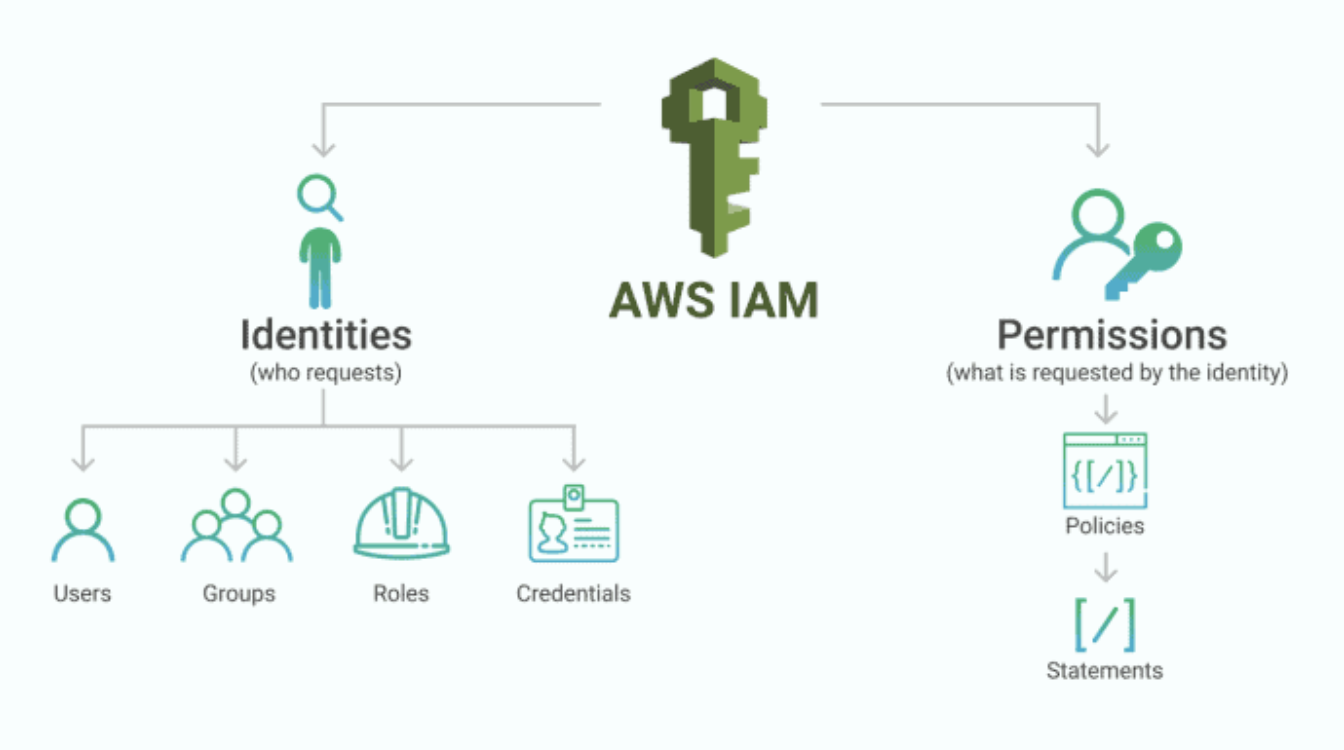 AWS IAM
Identities
(who requests)
Users
Groups
Roles
Credentials
Permissions
(what is requested by the identity)
{[/]}
Policies
[/]
Statements